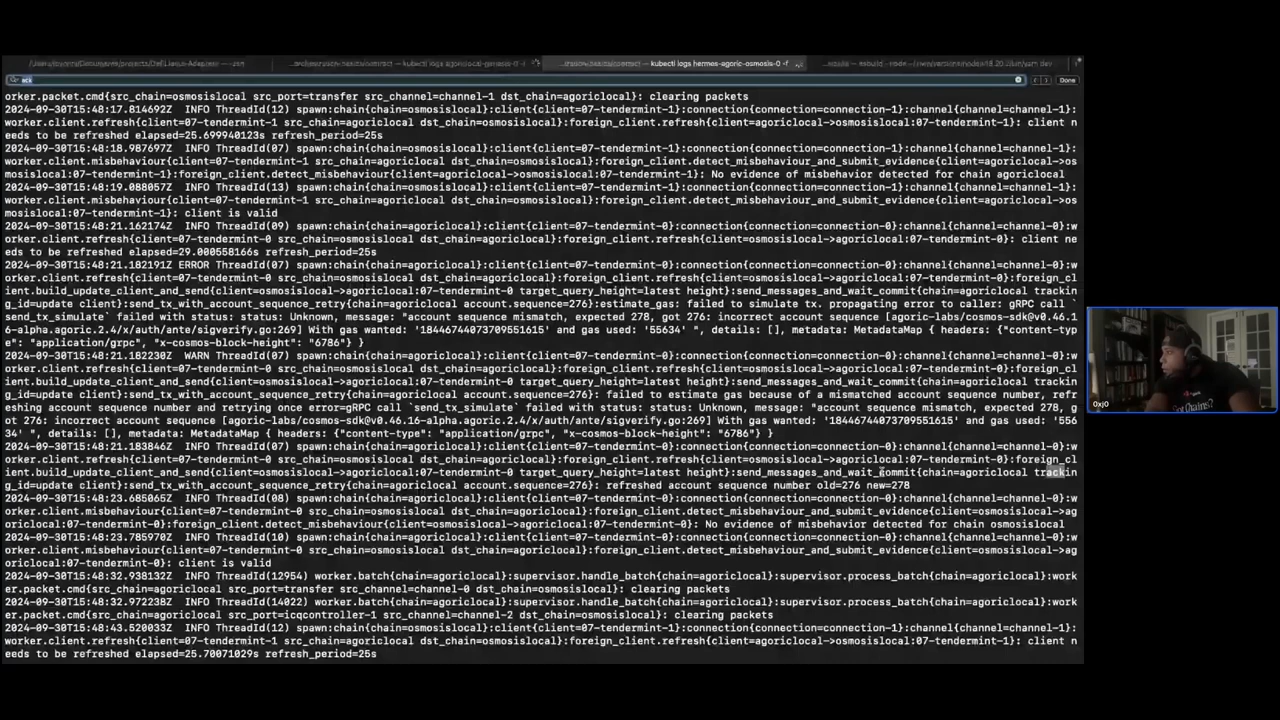 kubectl logs hermes-agoric-osmosis-0 -f
ack
Done
orker.packet.cmd{src_chain=osmosislocal src_port=transfer src_channel=channel-1 dst_chain=agoriclocal}: clearing packets
2024-09-30T15:48:17.814692Z  INFO ThreadId(12) spawn:chain{chain=agoriclocal}:client{client=07-tendermint-1}:connection{connection=connection-1}:channel{channel=channel-1}:
worker.client.refresh{client=07-tendermint-1 src_chain=agoriclocal dst_chain=osmosislocal}:foreign_client.refresh{client=agoriclocal->osmosislocal:07-tendermint-1}: client n
eeds to be refreshed elapsed=25.699940123s refresh_period=25s
2024-09-30T15:48:18.987697Z  INFO ThreadId(07) spawn:chain{chain=agoriclocal}:client{client=07-tendermint-1}:connection{connection=connection-1}:channel{channel=channel-1}:
worker.client.misbehaviour{client=07-tendermint-1 src_chain=agoriclocal dst_chain=osmosislocal}:foreign_client.detect_misbehaviour_and_submit_evidence{client=agoriclocal->os
mosislocal:07-tendermint-1}:foreign_client.detect_misbehaviour{client=agoriclocal->osmosislocal:07-tendermint-1}: No evidence of misbehavior detected for chain agoriclocal
2024-09-30T15:48:19.088057Z  INFO ThreadId(13) spawn:chain{chain=agoriclocal}:client{client=07-tendermint-1}:connection{connection=connection-1}:channel{channel=channel-1}:
worker.client.misbehaviour{client=07-tendermint-1 src_chain=agoriclocal dst_chain=osmosislocal}:foreign_client.detect_misbehaviour_and_submit_evidence{client=agoriclocal->os
mosislocal:07-tendermint-1}: client is valid
2024-09-30T15:48:21.162174Z  INFO ThreadId(09) spawn:chain{chain=osmosislocal}:client{client=07-tendermint-0}:connection{connection=connection-0}:channel{channel=channel-0}:w
orker.client.refresh{client=07-tendermint-0 src_chain=osmosislocal dst_chain=agoriclocal}:foreign_client.refresh{client=osmosislocal->agoriclocal:07-tendermint-0}: client ne
eds to be refreshed elapsed=29.000558166s refresh_period=25s
2024-09-30T15:48:21.182191Z ERROR ThreadId(07) spawn:chain{chain=osmosislocal}:client{client=07-tendermint-0}:connection{connection=connection-0}:channel{channel=channel-0}:w
orker.client.refresh{client=07-tendermint-0 src_chain=osmosislocal dst_chain=agoriclocal}:foreign_client.refresh{client=osmosislocal->agoriclocal:07-tendermint-0}:foreign_cl
ient.build_update_client_and_send{client=osmosislocal->agoriclocal:07-tendermint-0 target_query_height=latest height}:send_messages_and_wait_commit{chain=agoriclocal trackin
g_id=update client}:send_tx_with_account_sequence_retry{chain=agoriclocal account.sequence=276}:estimate_gas: failed to simulate tx. propagating error to caller: gRPC call `
send_tx_simulate` failed with status: status: Unknown, message: "account sequence mismatch, expected 278, got 276: incorrect account sequence [agoric-labs/cosmos-sdk@v0.46.1
6-alpha.agoric.2.4/x/auth/ante/sigverify.go:269] With gas wanted: '18446744073709551615' and gas used: '55634' ", details: [], metadata: MetadataMap { headers: {"content-typ
e": "application/grpc", "x-cosmos-block-height": "6786"} }
2024-09-30T15:48:21.182230Z  WARN ThreadId(07) spawn:chain{chain=osmosislocal}:client{client=07-tendermint-0}:connection{connection=connection-0}:channel{channel=channel-0}:w
orker.client.refresh{client=07-tendermint-0 src_chain=osmosislocal dst_chain=agoriclocal}:foreign_client.refresh{client=osmosislocal->agoriclocal:07-tendermint-0}:foreign_cl
ient.build_update_client_and_send{client=osmosislocal->agoriclocal:07-tendermint-0 target_query_height=latest height}:send_messages_and_wait_commit{chain=agoriclocal trackin
g_id=update client}:send_tx_with_account_sequence_retry{chain=agoriclocal account.sequence=276}: failed to estimate gas because of a mismatched account sequence number, refr
eshing account sequence number and retrying once error=gRPC call `send_tx_simulate` failed with status: status: Unknown, message: "account sequence mismatch, expected 278, g
ot 276: incorrect account sequence [agoric-labs/cosmos-sdk@v0.46.16-alpha.agoric.2.4/x/auth/ante/sigverify.go:269] With gas wanted: '18446744073709551615' and gas used: '556
34' ", details: [], metadata: MetadataMap { headers: {"content-type": "application/grpc", "x-cosmos-block-height": "6786"} }
2024-09-30T15:48:21.183846Z  INFO ThreadId(07) spawn:chain{chain=osmosislocal}:client{client=07-tendermint-0}:connection{connection=connection-0}:channel{channel=channel-0}:w
orker.client.refresh{client=07-tendermint-0 src_chain=osmosislocal dst_chain=agoriclocal}:foreign_client.refresh{client=osmosislocal->agoriclocal:07-tendermint-0}:foreign_cl
ient.build_update_client_and_send{client=osmosislocal->agoriclocal:07-tendermint-0 target_query_height=latest height}:send_messages_and_wait_commit{chain=agoriclocal trackin
g_id=update client}:send_tx_with_account_sequence_retry{chain=agoriclocal account.sequence=276}: refreshed account sequence number old=276 new=278
2024-09-30T15:48:23.685065Z  INFO ThreadId(08) spawn:chain{chain=osmosislocal}:client{client=07-tendermint-0}:connection{connection=connection-0}:channel{channel=channel-0}:w
orker.client.misbehaviour{client=07-tendermint-0 src_chain=osmosislocal dst_chain=agoriclocal}:foreign_client.detect_misbehaviour_and_submit_evidence{client=osmosislocal->ag
oriclocal:07-tendermint-0}:foreign_client.detect_misbehaviour{client=osmosislocal->agoriclocal:07-tendermint-0}: No evidence of misbehavior detected for chain osmosislocal
2024-09-30T15:48:23.785970Z  INFO ThreadId(10) spawn:chain{chain=osmosislocal}:client{client=07-tendermint-0}:connection{connection=connection-0}:channel{channel=channel-0}:w
orker.client.misbehaviour{client=07-tendermint-0 src_chain=osmosislocal dst_chain=agoriclocal}:foreign_client.detect_misbehaviour_and_submit_evidence{client=osmosislocal->ag
oriclocal:07-tendermint-0}: client is valid
2024-09-30T15:48:32.938132Z  INFO ThreadId(12954) worker.batch{chain=agoriclocal}:supervisor.handle_batch{chain=agoriclocal}:supervisor.process_batch{chain=agoriclocal}:work
er.packet.cmd{src_chain=agoriclocal src_port=transfer src_channel=channel-0 dst_chain=osmosislocal}: clearing packets
2024-09-30T15:48:32.972238Z  INFO ThreadId(14022) worker.batch{chain=agoriclocal}:supervisor.handle_batch{chain=agoriclocal}:supervisor.process_batch{chain=agoriclocal}:work
er.packet.cmd{src_chain=agoriclocal src_port=icqcontroller-1 src_channel=channel-2 dst_chain=osmosislocal}: clearing packets
2024-09-30T15:48:43.520033Z  INFO ThreadId(12) spawn:chain{chain=agoriclocal}:client{client=07-tendermint-1}:connection{connection=connection-1}:channel{channel=channel-1}:
worker.client.refresh{client=07-tendermint-1 src_chain=agoriclocal dst_chain=osmosislocal}:foreign_client.refresh{client=agoriclocal->osmosislocal:07-tendermint-1}: client n
eeds to be refreshed elapsed=25.70071029s refresh_period=25s
0xj0
Got Chains?